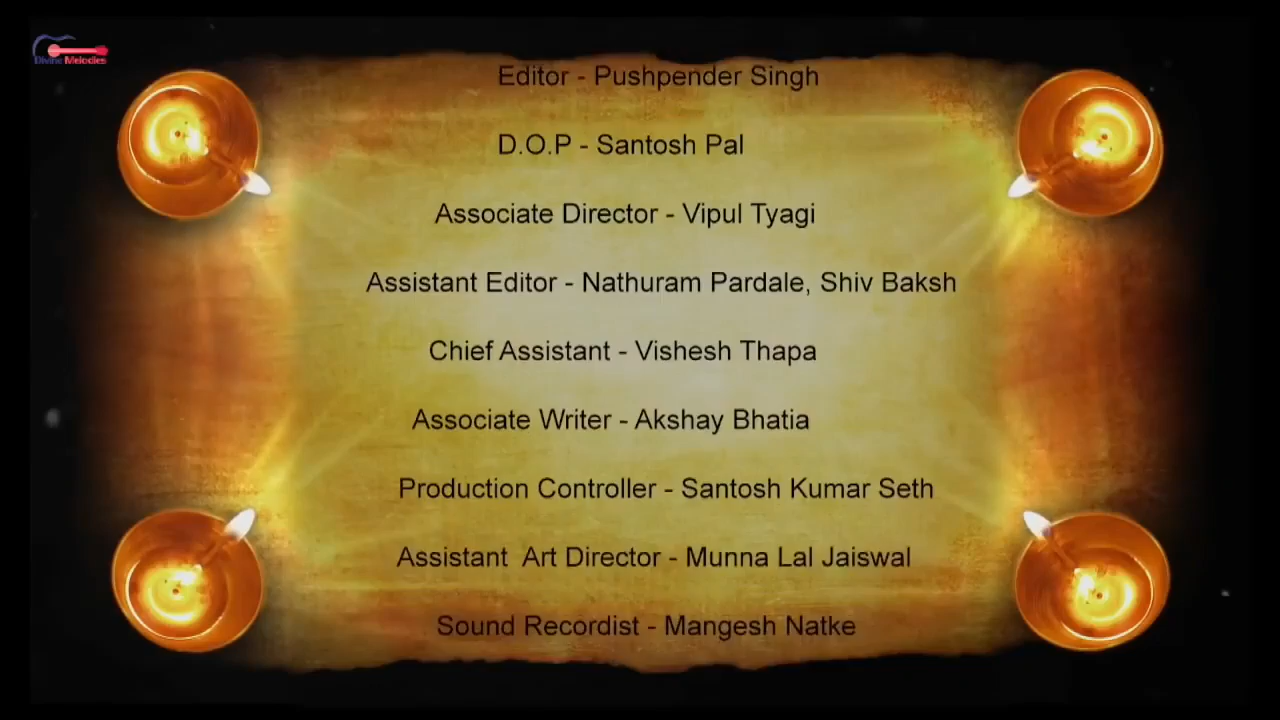 Divine Melodies
Editor - Pushpender Singh
D.O.P - Santosh Pal
Associate Director - Vipul Tyagi
Assistant Editor - Nathuram Pardale, Shiv Baksh
Chief Assistant - Vishesh Thapa
Associate Writer - Akshay Bhatia
Production Controller - Santosh Kumar Seth
Assistant  Art Director - Munna Lal Jaiswal
Sound Recordist - Mangesh Natke